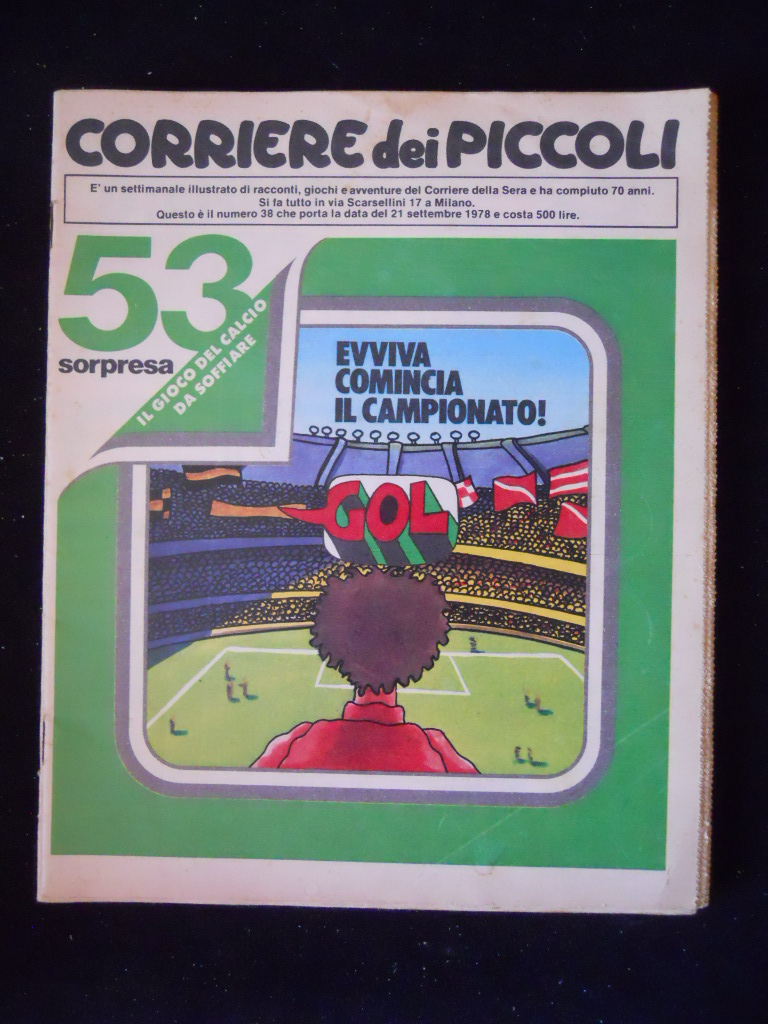 CORRIERE dei PICCOLI
E' un settimanale illustrato di racconti, giochi e avventure del Corriere della Sera e ha compiuto 70 anni.
Si fa tutto in via Scarsellini 17 a Milano.
Questo è il numero 38 che porta la data del 21 settembre 1978 e costa 500 lire.
53
sorpresa
IL GIOCO DEL CALCIO
DA SOFFIARE
EVVIVA
COMINCIA
IL CAMPIONATO!
GOL